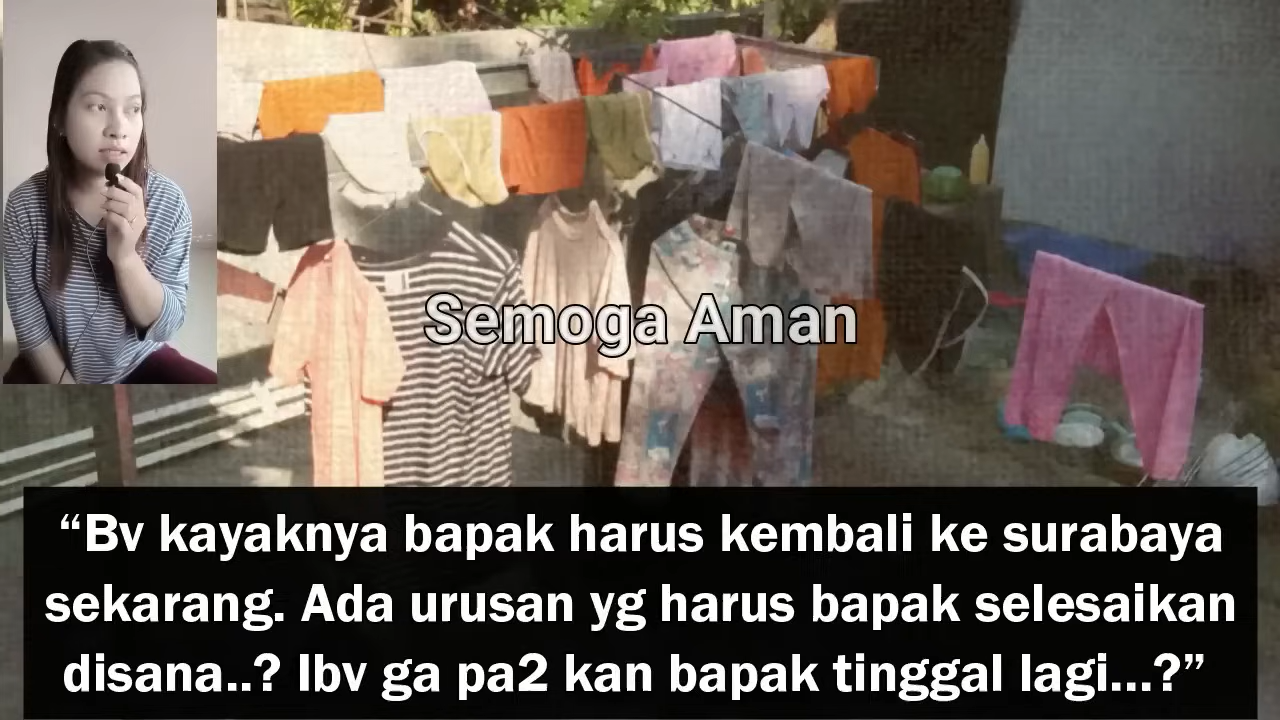 Semoga Aman
“Bv kayaknya bapak harus kembali ke surabaya
sekarang. Ada urusan yg harus bapak selesaikan
disana..? Ibv ga pa2 kan bapak tinggal lagi...?”